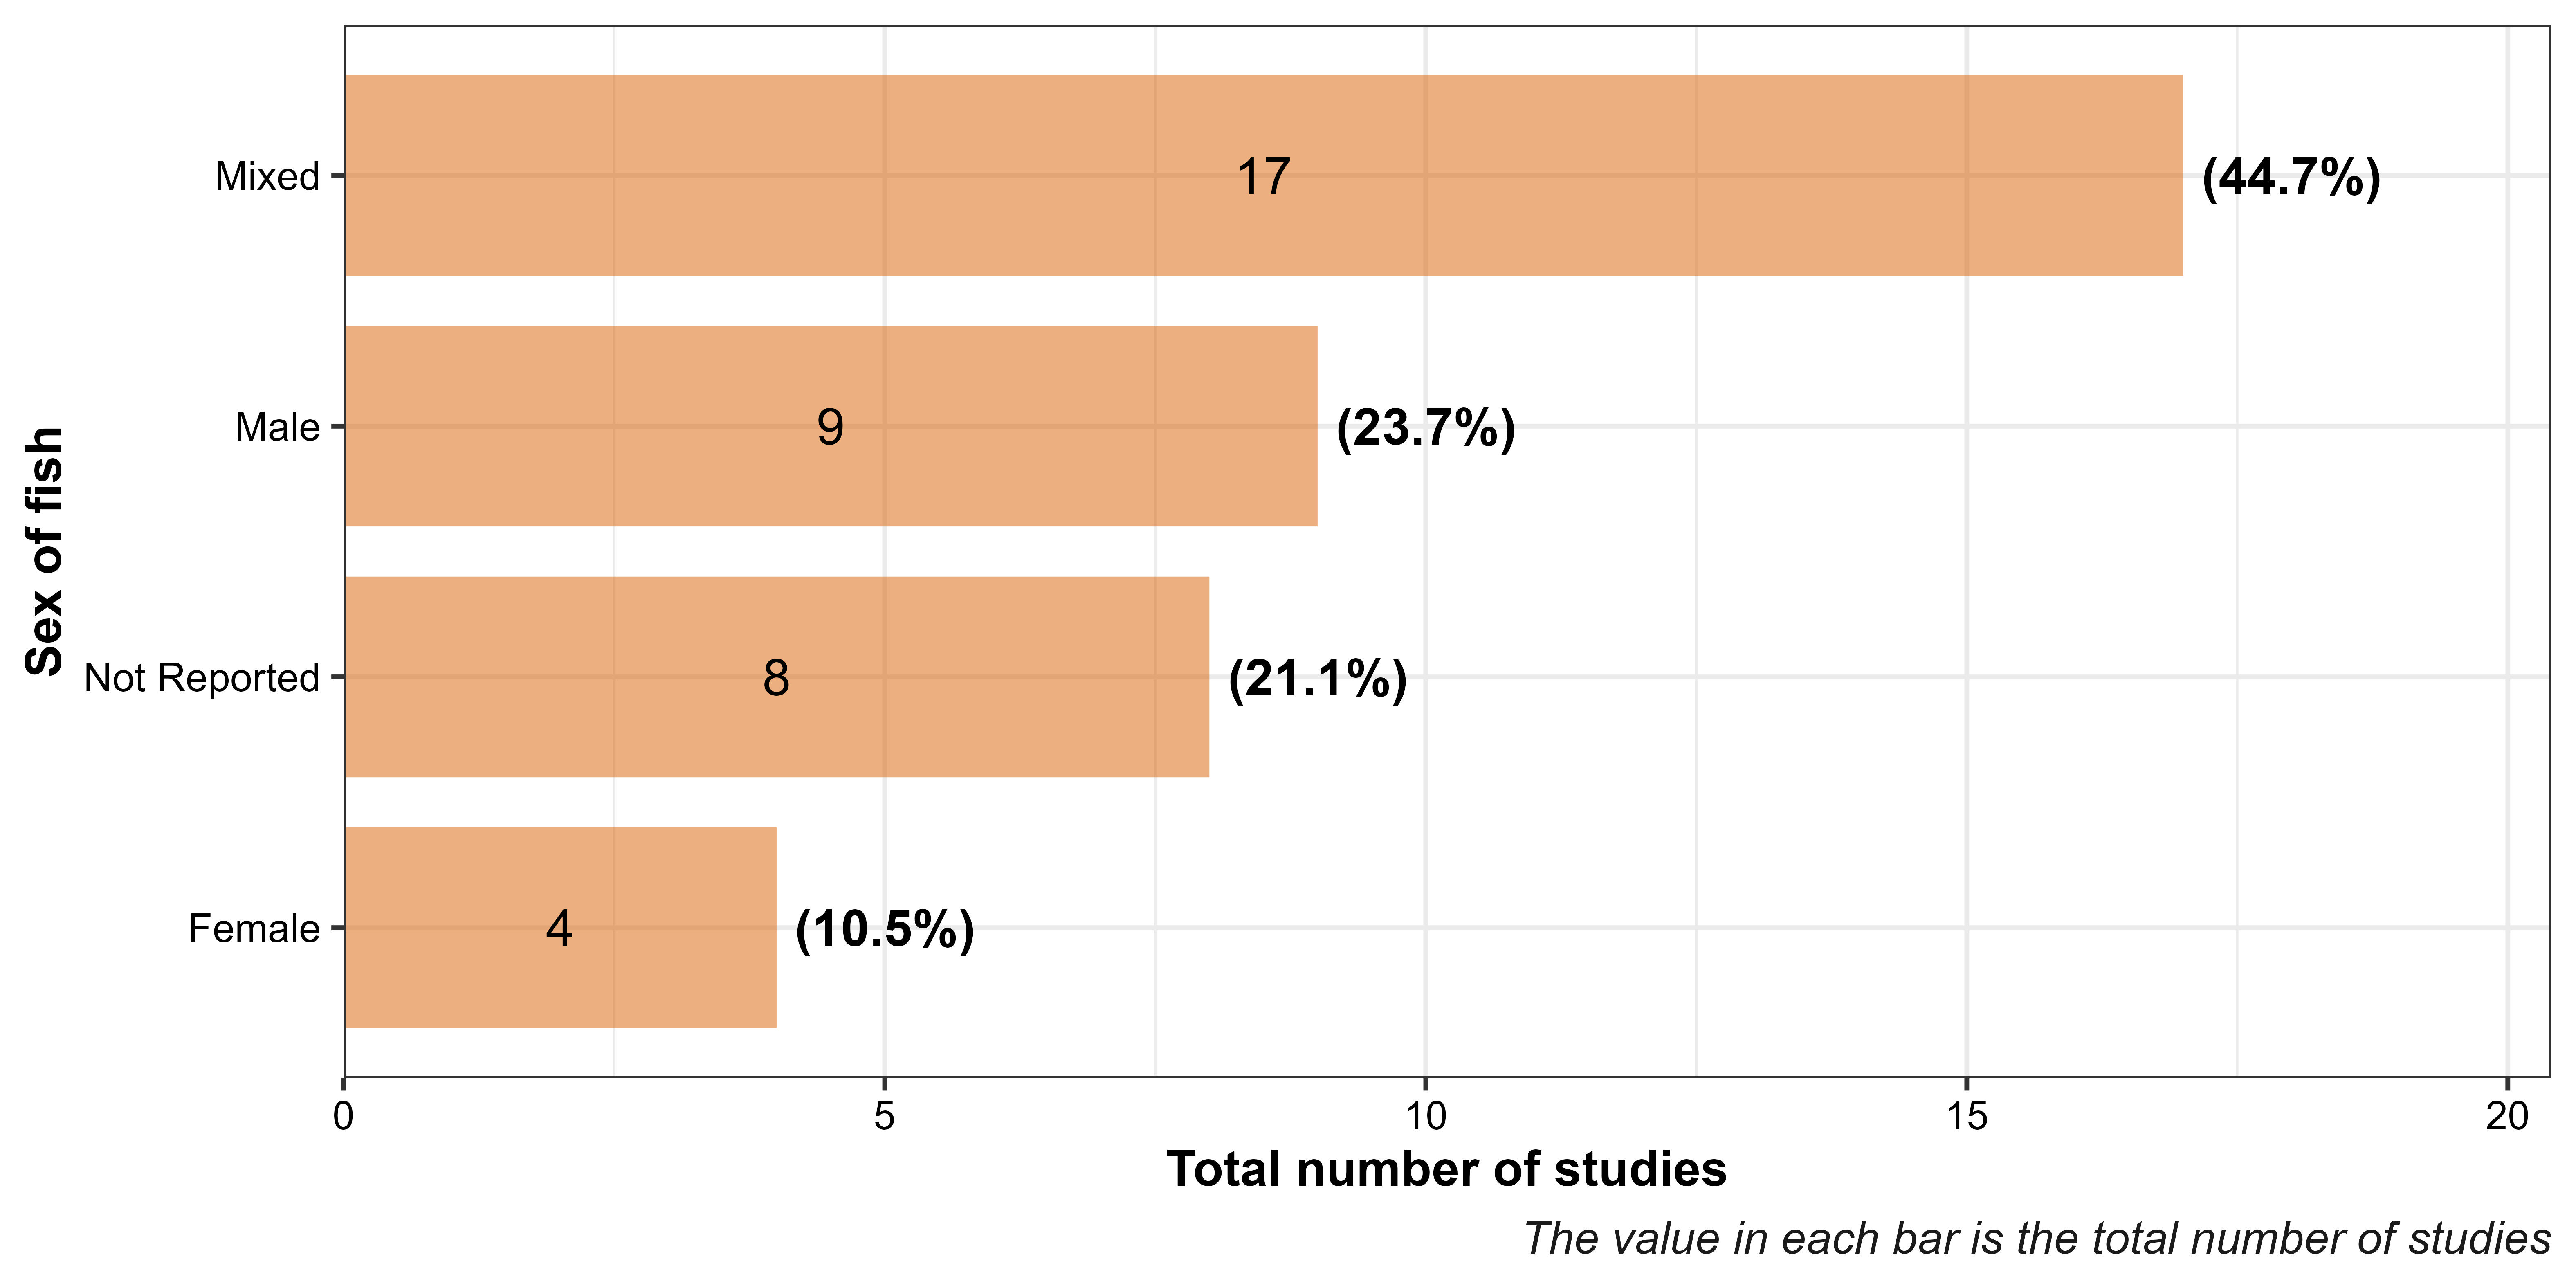 Sex of fish
Mixed
17
(44.7%)
Male
9
(23.7%)
Not Reported
8
(21.1%)
Female
4
(10.5%)
0 5 10 15 20
Total number of studies
The value in each bar is the total number of studies